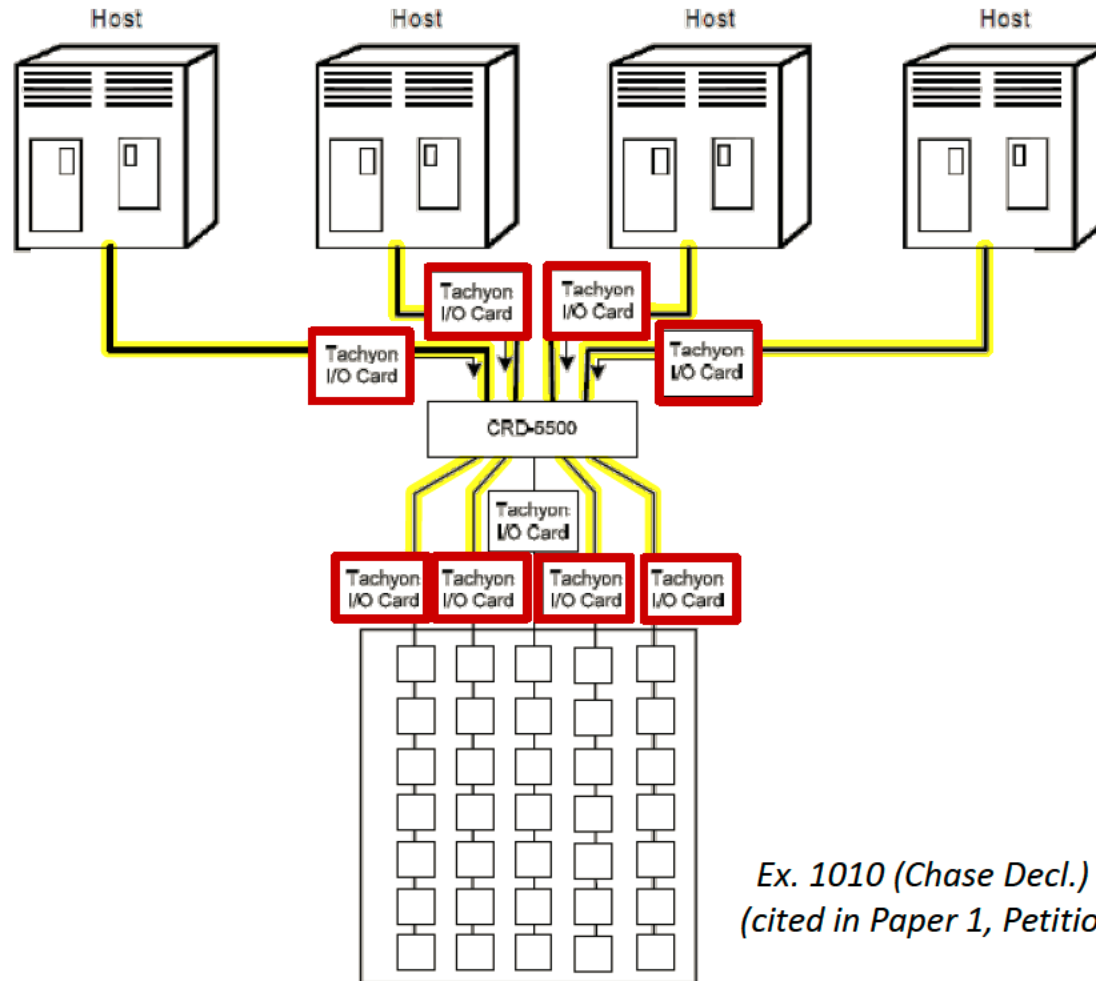 Host Host Host Host
Tachyon
I/O Card
Tachyon
I/O Card
Tachyon
I/O Card
Tachyon
I/O Card
CRD-5500
Tachyon
I/O Card
Tachyon
I/O Card
Tachyon
I/O Card
Tachyon
I/O Card
Tachyon
I/O Card
Ex. 1010 (Chase Decl.)
(cited in Paper 1, Petitio